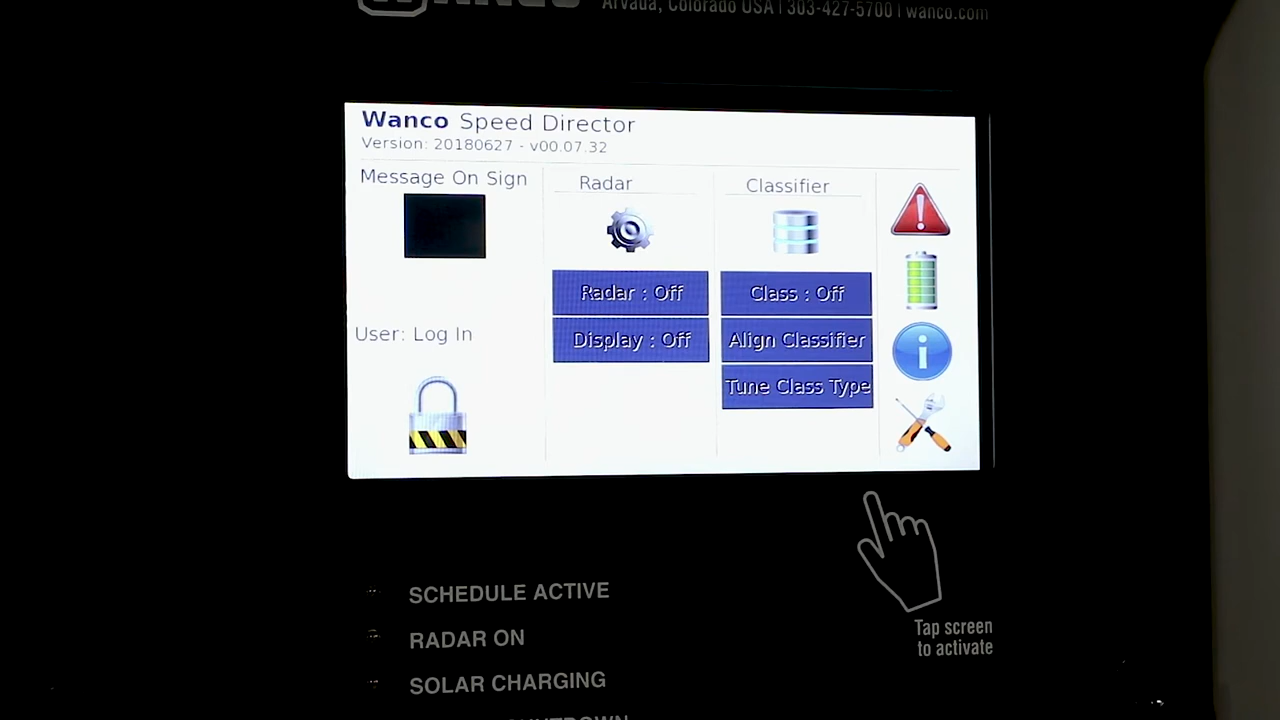 WANCO
Arvada, Colorado USA | 303-427-5700 | wanco.com
Wanco Speed Director
Version: 20180627 - v00.07.32
Message On Sign
Radar
Classifier
Radar : Off
Class : Off
Display : Off
Align Classifier
User: Log In
Tune Class Type
SCHEDULE ACTIVE
RADAR ON
SOLAR CHARGING
Tap screen
to activate